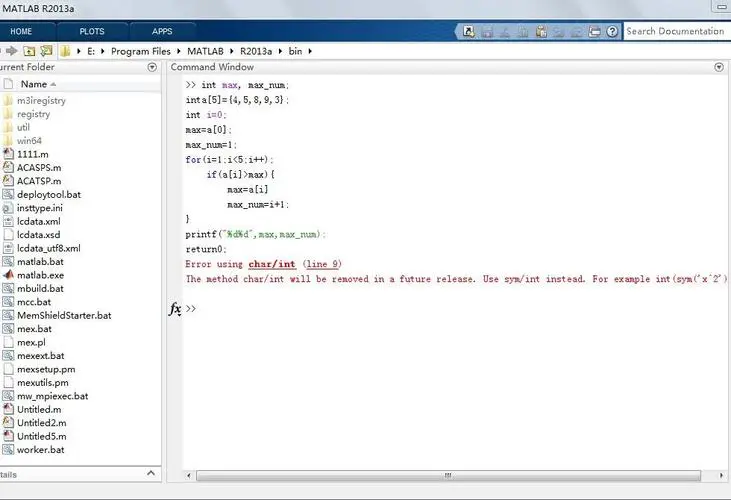 MATLAB R2013a
HOME
PLOTS
APPS
Search Documentation
E: Program Files MATLAB R2013a bin
urrent Folder
Name
m3iregistry
registry
util
win64
1111.m
ACASPS.m
ACATSP.m
deploytool.bat
insttype.ini
lcdata.xml
lcdata.xsd
lcdata_utf8.xml
matlab.bat
matlab.exe
mbuild.bat
mcc.bat
MemShieldStarter.bat
mex.bat
mex.pl
mexext.bat
mexsetup.pm
mexutils.pm
mw_mpiexec.bat
Untitled.m
Untitled2.m
Untitled5.m
worker.bat
tails
Command Window
>> int max, max_num;
inta[5]={4,5,8,9,3};
int i=0;
max=a[0];
max_num=1;
for(i=1;i<5;i++);
if(a[i]>max){
max=a[i]
max_num=i+1;
}
printf("%d%d",max,max_num);
return0;
Error using char/int (line 9)
The method char/int will be removed in a future release. Use sym/int instead. For example int(sym('x^2')
fx >>